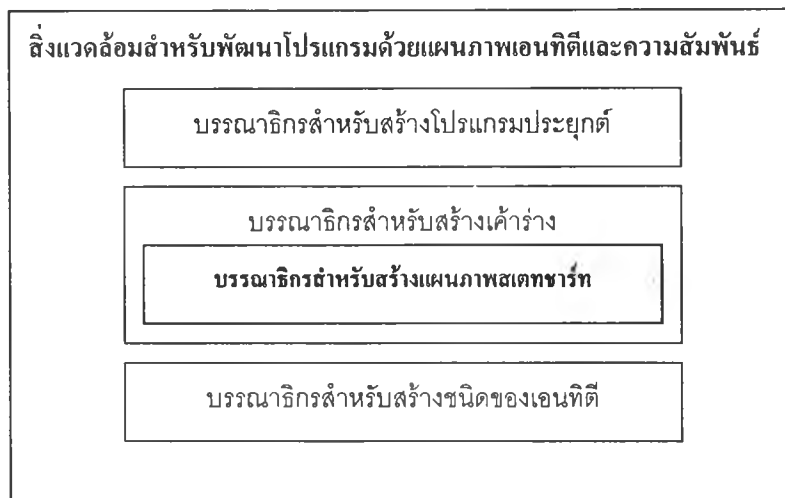 สิ่งแวดล้อมสำหรับพัฒนาโปรแกรมด้วยแผนภาพเอนทิตีและความสัมพันธ์
บรรณาธิกรสำหรับสร้างโปรแกรมประยุกต์
บรรณาธิกรสำหรับสร้างเค้าร่าง
บรรณาธิกรสำหรับสร้างแผนภาพสเตทชาร์ท
บรรณาธิกรสำหรับสร้างชนิดของเอนทิตี